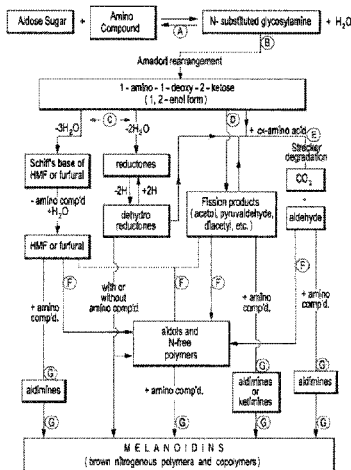 Aldose Sugar + Amino Compound N- substituted glycosylamine + H₂O
A
B
Amadori rearrangement
1 - amino - 1 - deoxy - 2 - ketose
(1, 2 - enol form)
-3H₂O C -2H₂O D + α-amino acid E
Schiff's base of HMF or furfural
reductones
Strecker degradation
CO₂
+
aldehyde
- amino comp'd
+H₂O
-2H +2H
dehydro reductones
Fission products
(acetol, pyruvaldehyde, diacetyl, etc.)
HMF or furfural
F F F F
+ amino comp'd.
with or without amino comp'd.
+ amino comp'd.
+ amino comp'd.
aldols and N-free polymers
G G G
aldimines
+ amino comp'd.
aldimines or ketimines
aldimines
G G G G
MELANOIDINS
(brown nitrogenous polymers and copolymers)